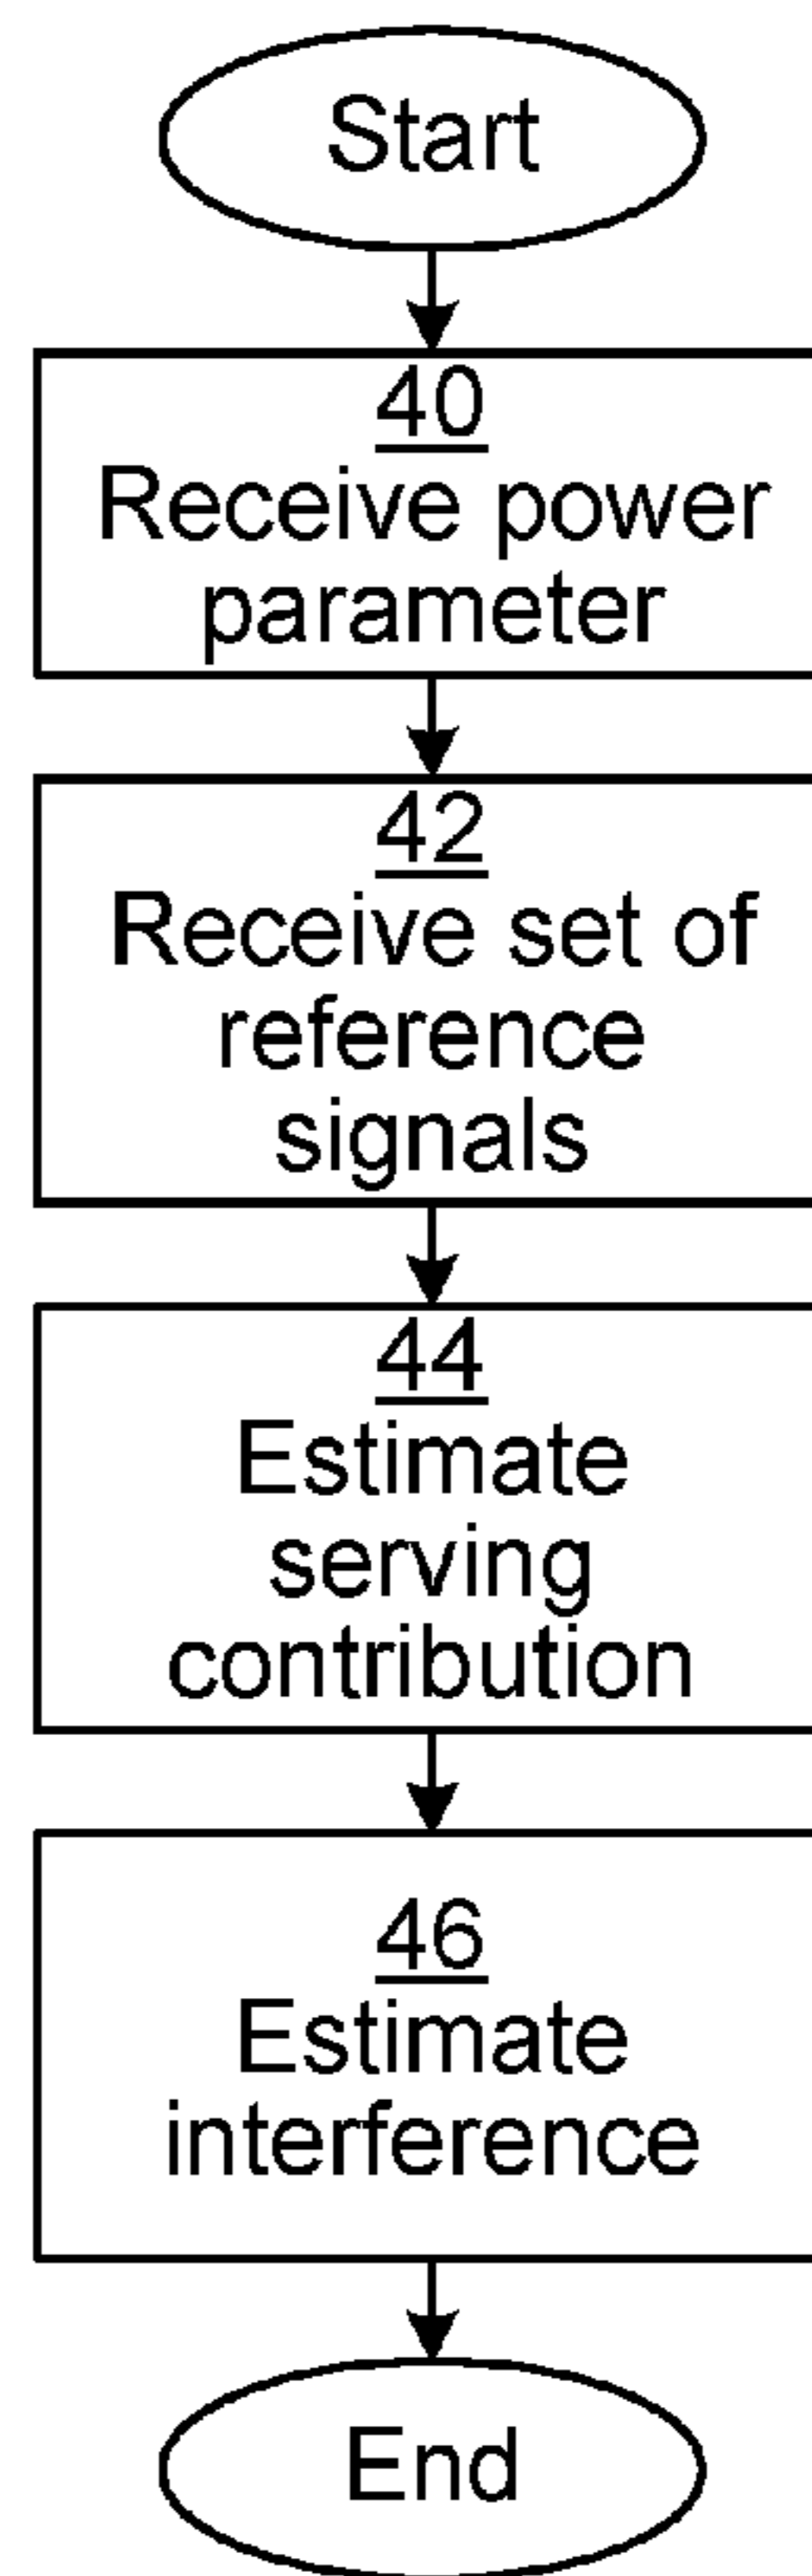 Start
40
Receive power
parameter
42
Receive set of
reference
signals
44
Estimate
serving
contribution
46
Estimate
interference
End